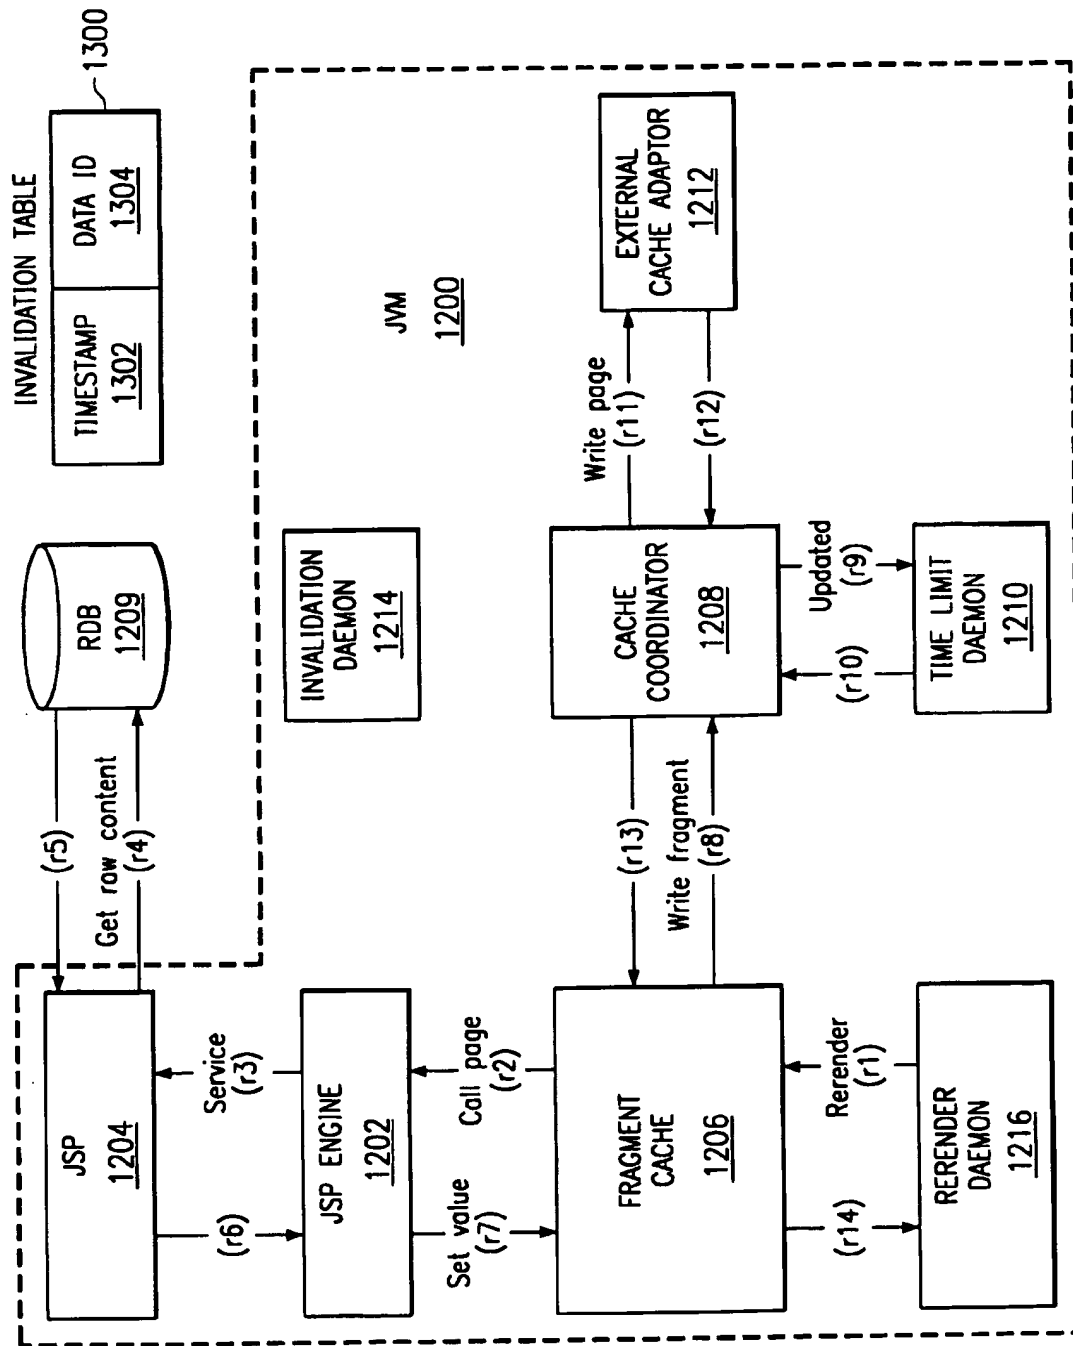 INVALIDATION TABLE
TIMESTAMP
1302
DATA ID
1304
1300
RDB
1209
(r5)
Get raw content
(r4)
JSP
1204
Service
(r3)
(r6)
JSP ENGINE
1202
Call page
(r2)
Set value
(r7)
FRAGMENT
CACHE
1206
Rerender
(r1)
(r14)
RERENDER
DAEMON
1216
(r13)
Write fragment
(r8)
INVALIDATION
DAEMON
1214
JVM
1200
CACHE
COORDINATOR
1208
Write page
(r11)
(r12)
EXTERNAL
CACHE ADAPTOR
1212
Updated
(r9)
(r10)
TIME LIMIT
DAEMON
1210